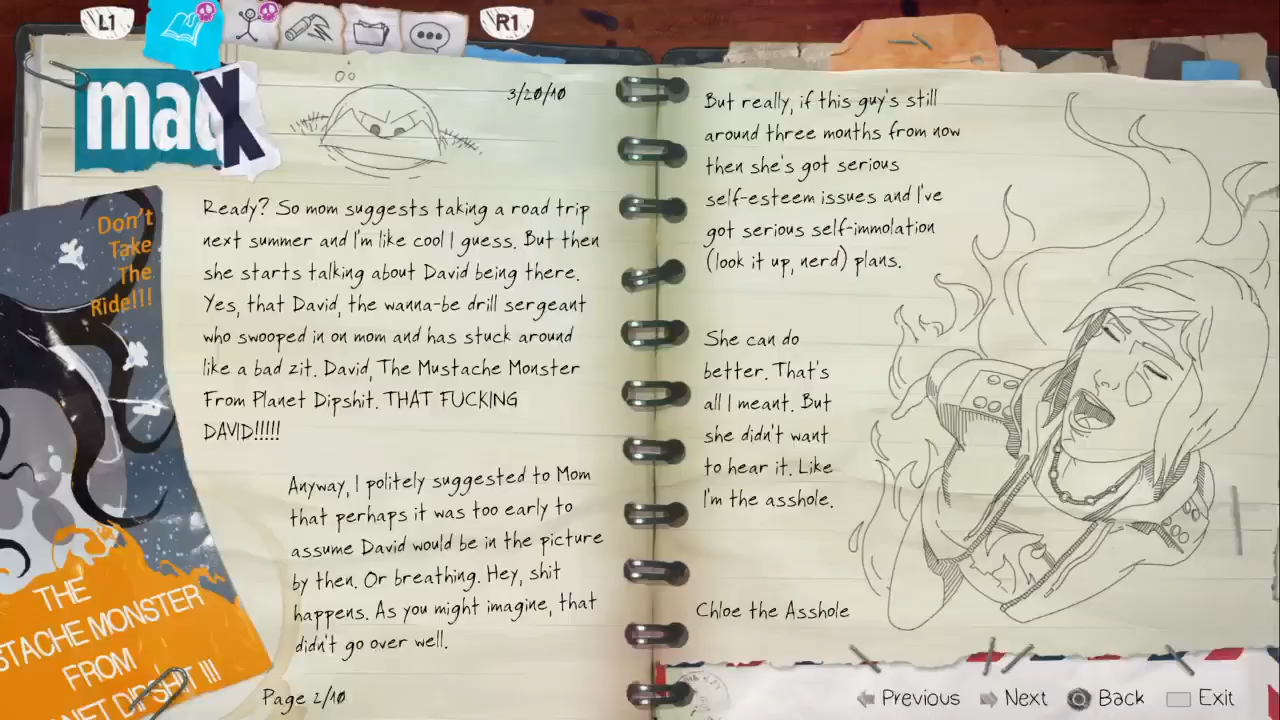 L1
R1
maX
3/20/10
Don't
Take
The
Ride!!!
Ready? So mom suggests taking a road trip
next summer and I'm like cool I guess. But then
she starts talking about David being there.
Yes, that David, the wanna-be drill sergeant
who swooped in on mom and has stuck around
like a bad zit. David, The Mustache Monster
From Planet Dipshit. THAT FUCKING
DAVID!!!!!
Anyway, I politely suggested to Mom
that perhaps it was too early to
assume David would be in the picture
by then. Or breathing. Hey, shit
happens. As you might imagine, that
didn't go over well.
THE
STACHE MONSTER
FROM
NET DIPSHIT !!!
Page 2/10
But really, if this guy's still
around three months from now
then she's got serious
self-esteem issues and I've
got serious self-immolation
(look it up, nerd) plans.
She can do
better. That's
all I meant. But
she didn't want
to hear it. Like
I'm the asshole.
Chloe the Asshole
Previous
Next
Back
Exit